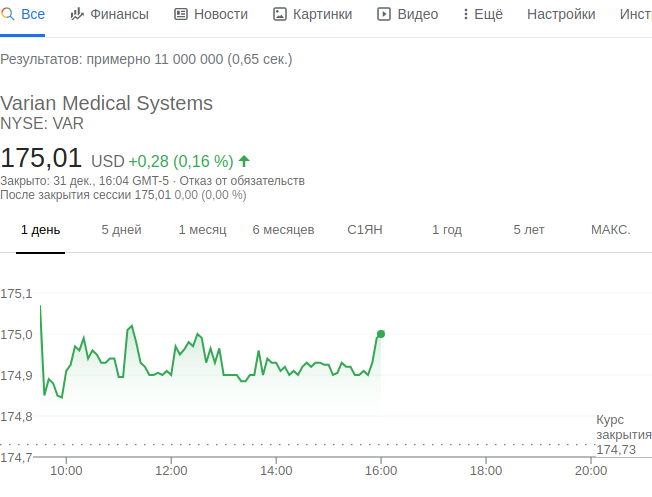 Все Финансы Новости Картинки Видео Ещё Настройки Инст
Результатов: примерно 11 000 000 (0,65 сек.)
Varian Medical Systems
NYSE: VAR
175,01 USD +0,28 (0,16 %)
Закрыто: 31 дек., 16:04 GMT-5 · Отказ от обязательств
После закрытия сессии 175,01 0,00 (0,00 %)
1 день 5 дней 1 месяц 6 месяцев С1ЯН 1 год 5 лет МАКС.
175,1
175,0
174,9
174,8
Курс
закрытия
174,73
174,7
10:00 12:00 14:00 16:00 18:00 20:00